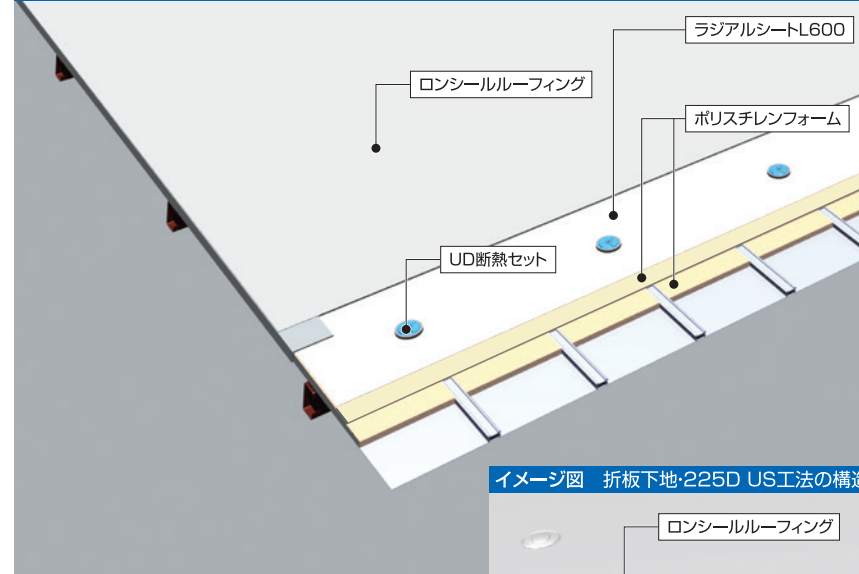 ラジアルシートL600
ロンシールルーフィング
ポリスチレンフォーム
UD断熱セット
イメージ図 折板下地・225D US工法の構造
ロンシールルーフィング